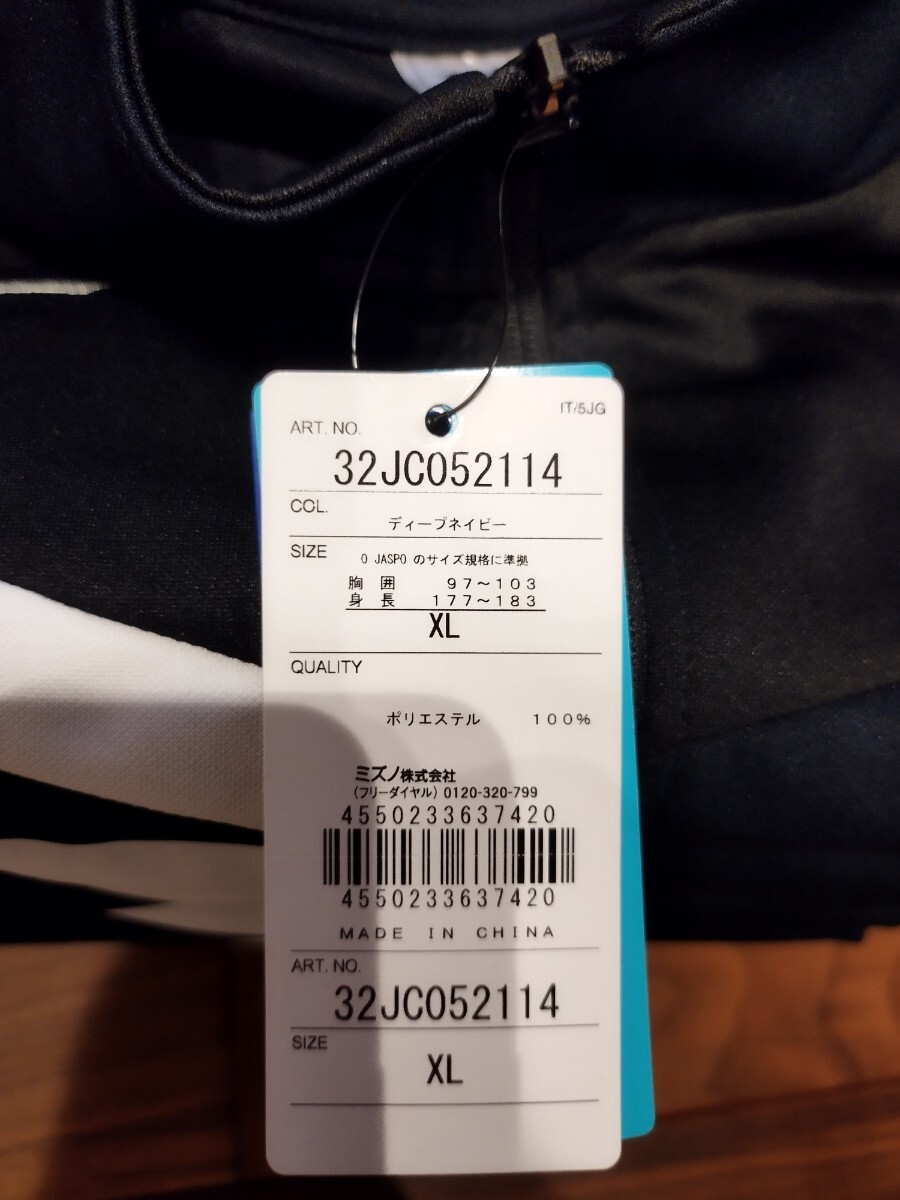 IT/5JG
ART. NO.
32JC052114
COL.
ディープネイビー
SIZE
O JASPO のサイズ規格に準拠
胸 囲 97～103
身 長 177～183
XL
QUALITY
ポリエステル 100%
ミズノ株式会社
(フリーダイヤル) 0120-320-799
4550233637420
4550233637420
MADE IN CHINA
ART. NO.
32JC052114
SIZE
XL